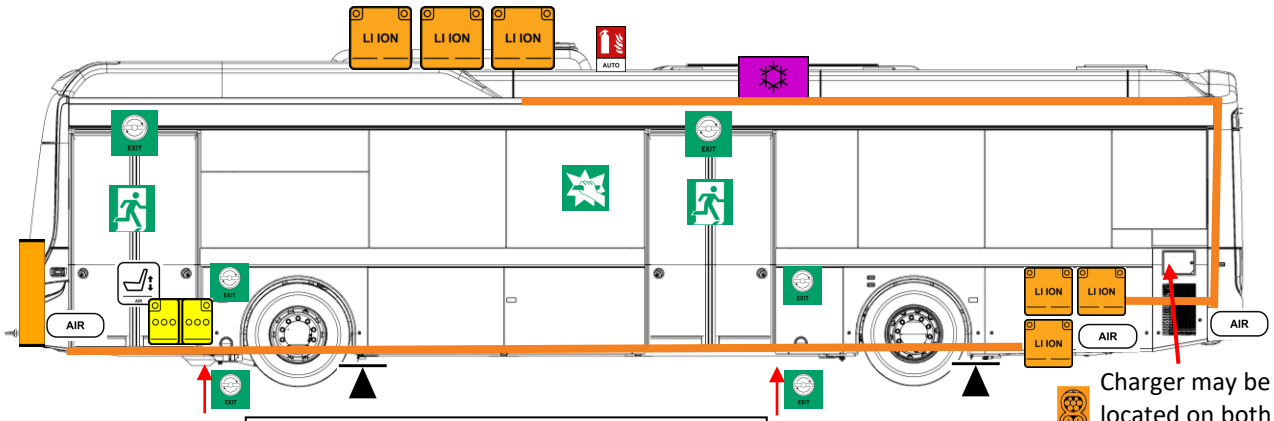 LI ION
LI ION
LI ION
AUTO
EXIT
EXIT
EXIT
EXIT
AIR
AIR
LI ION
LI ION
LI ION
AIR
AIR
EXIT
EXIT
Charger may be
located on both